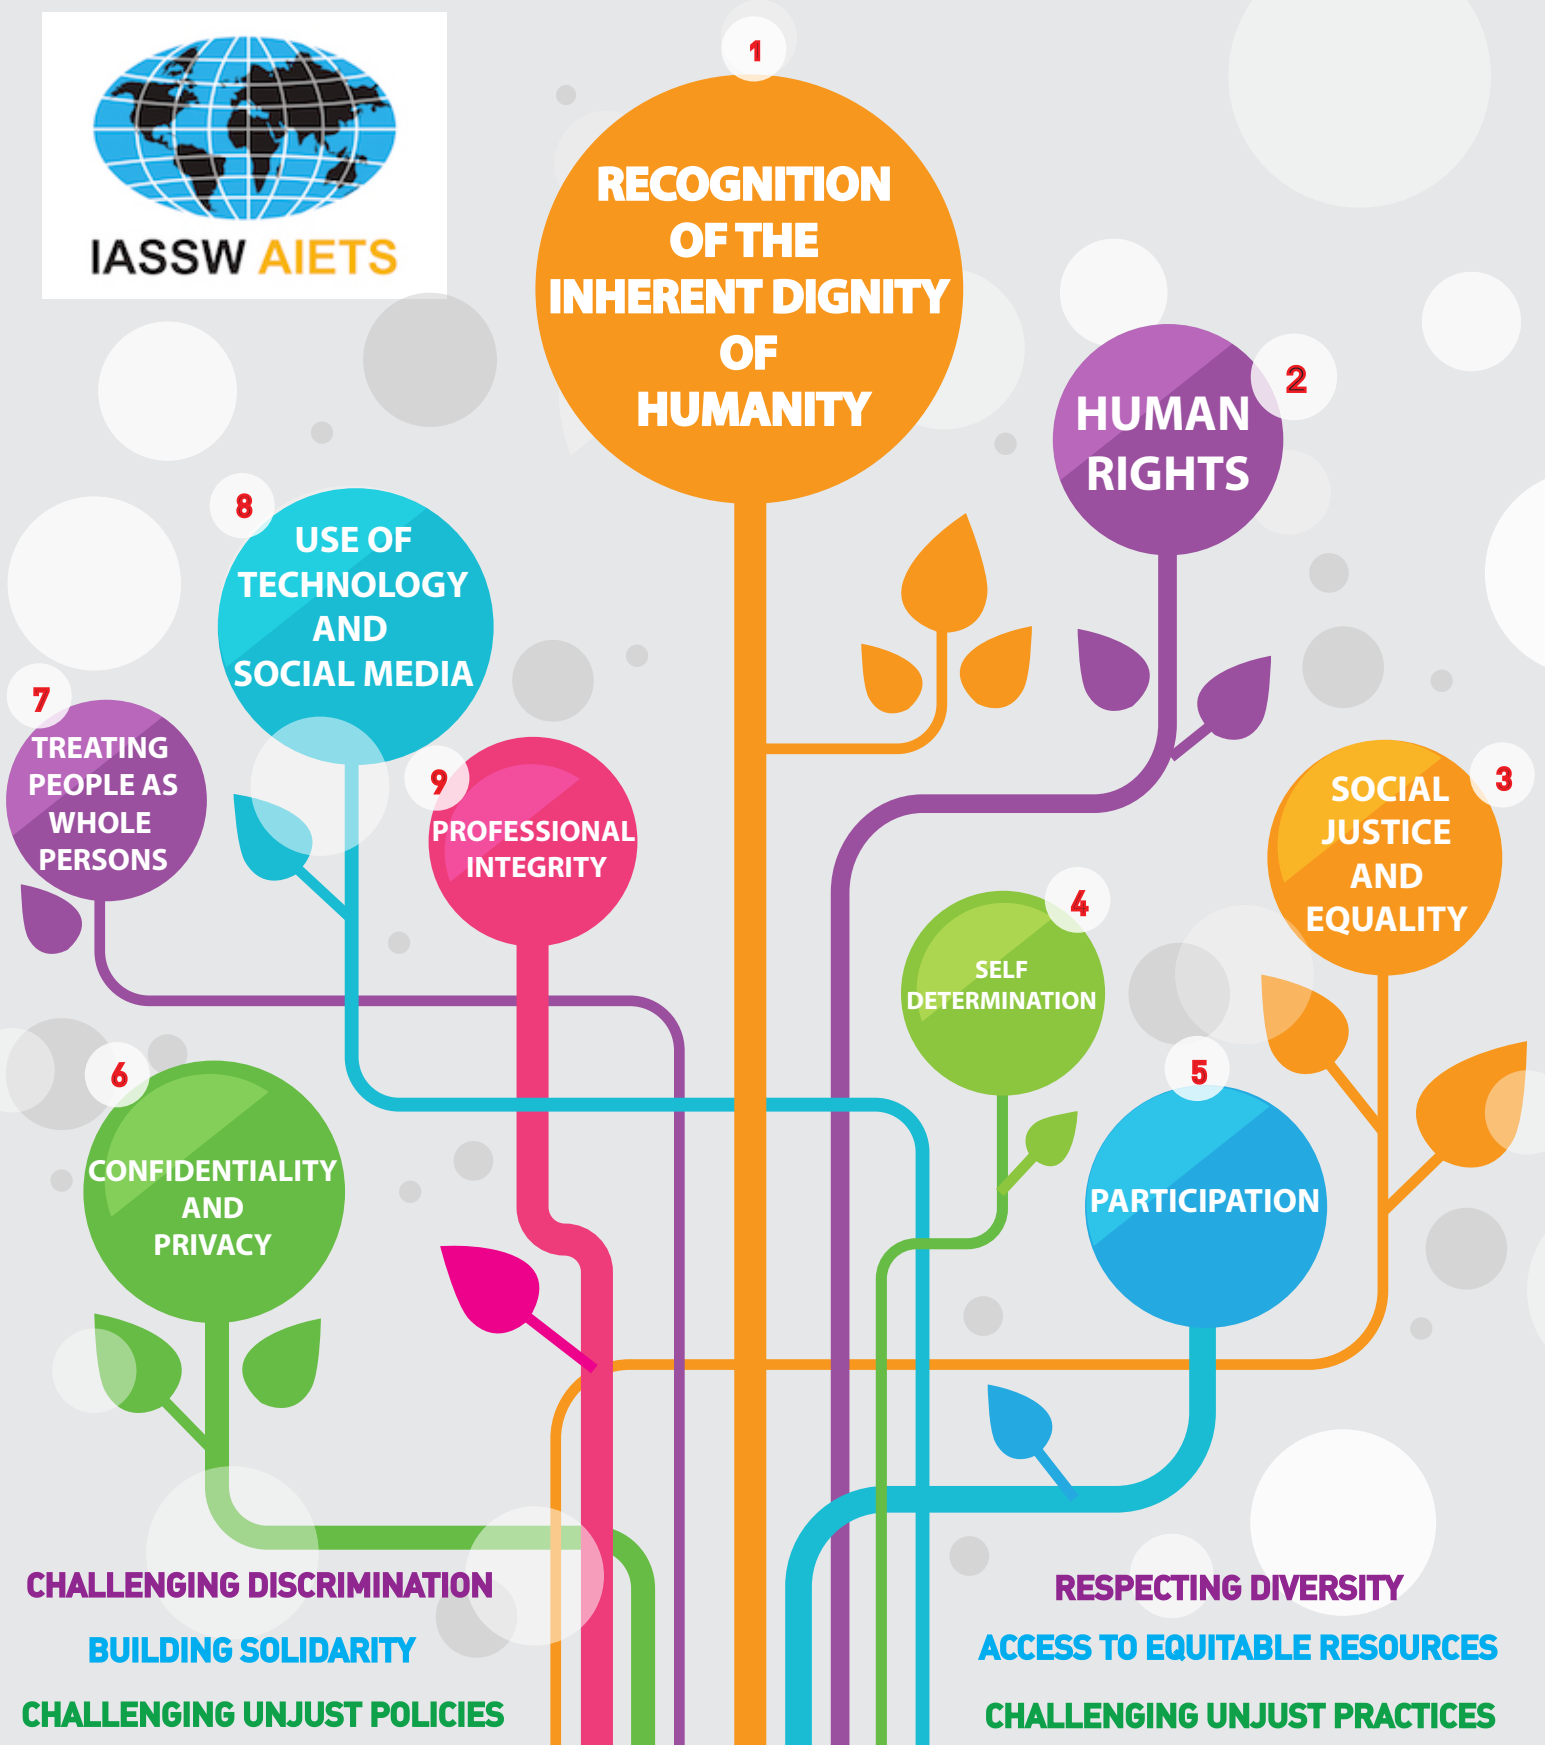 IASSW AIETS
1
RECOGNITION
OF THE
INHERENT DIGNITY
OF
HUMANITY
2
HUMAN
RIGHTS
3
SOCIAL
JUSTICE
AND
EQUALITY
4
SELF
DETERMINATION
5
PARTICIPATION
6
CONFIDENTIALITY
AND
PRIVACY
7
TREATING
PEOPLE AS
WHOLE
PERSONS
8
USE OF
TECHNOLOGY
AND
SOCIAL MEDIA
9
PROFESSIONAL
INTEGRITY
CHALLENGING DISCRIMINATION
BUILDING SOLIDARITY
CHALLENGING UNJUST POLICIES
RESPECTING DIVERSITY
ACCESS TO EQUITABLE RESOURCES
CHALLENGING UNJUST PRACTICES